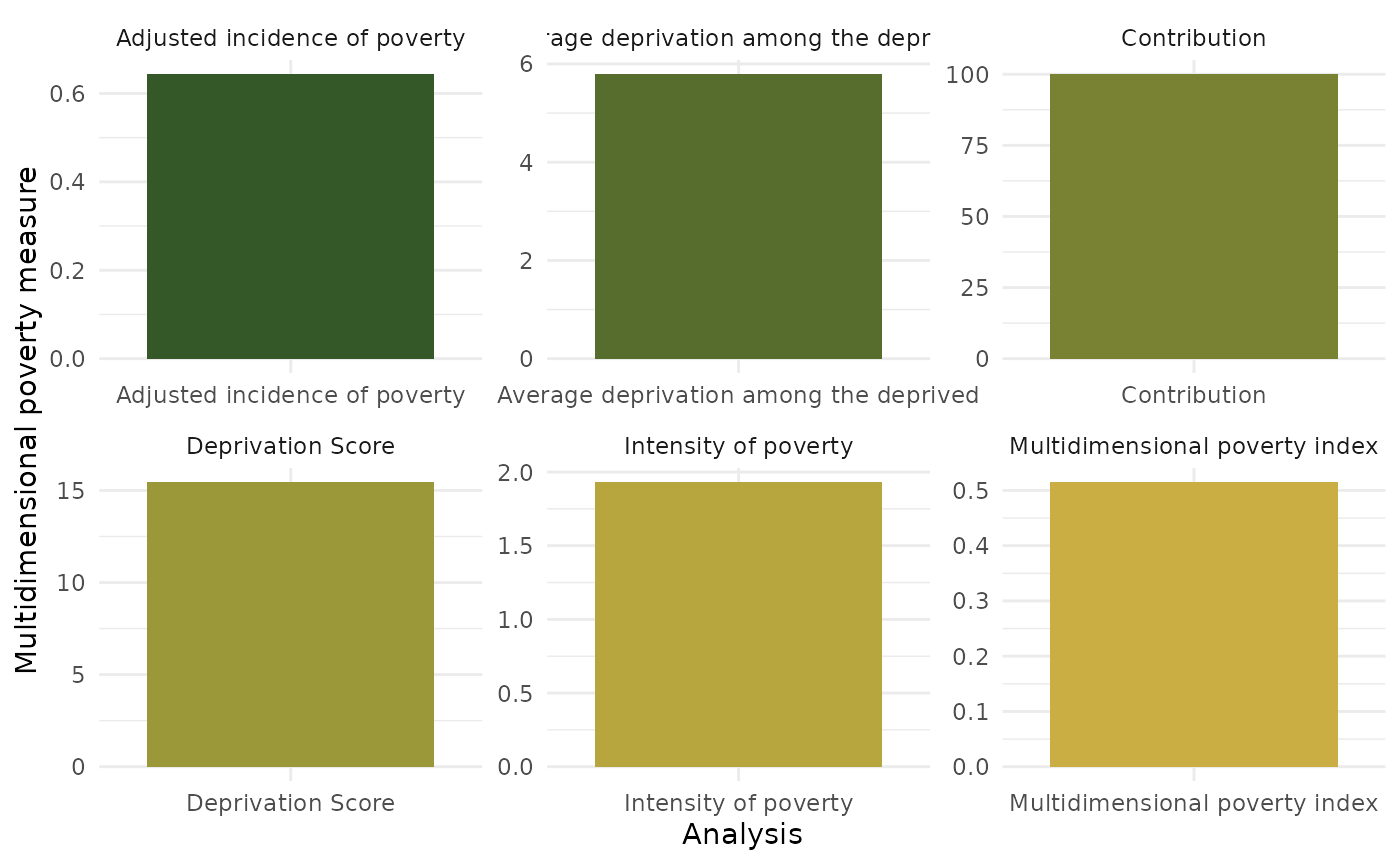 Adjusted incidence of poverty
rage deprivation among the depr
Contribution
0.6
0.4
0.2
0.0
6
4
2
0
100
75
50
25
0
Adjusted incidence of poverty
Average deprivation among the deprived
Contribution
Multidimensional poverty measure
Deprivation Score
Intensity of poverty
Multidimensional poverty index
15
10
5
0
2.0
1.5
1.0
0.5
0.0
0.5
0.4
0.3
0.2
0.1
0.0
Deprivation Score
Intensity of poverty
Multidimensional poverty index
Analysis